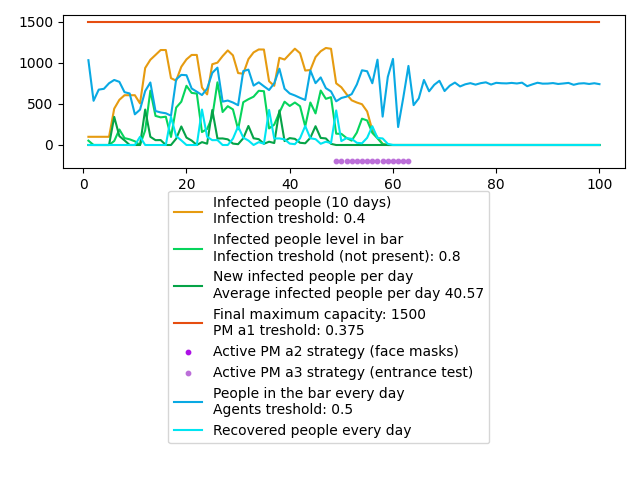 1500
1000
500
0
0
20
40
60
80
100
Infected people (10 days)
Infection treshold: 0.4
Infected people level in bar
Infection treshold (not present): 0.8
New infected people per day
Average infected people per day 40.57
Final maximum capacity: 1500
PM a1 treshold: 0.375
Active PM a2 strategy (face masks)
Active PM a3 strategy (entrance test)
People in the bar every day
Agents treshold: 0.5
Recovered people every day